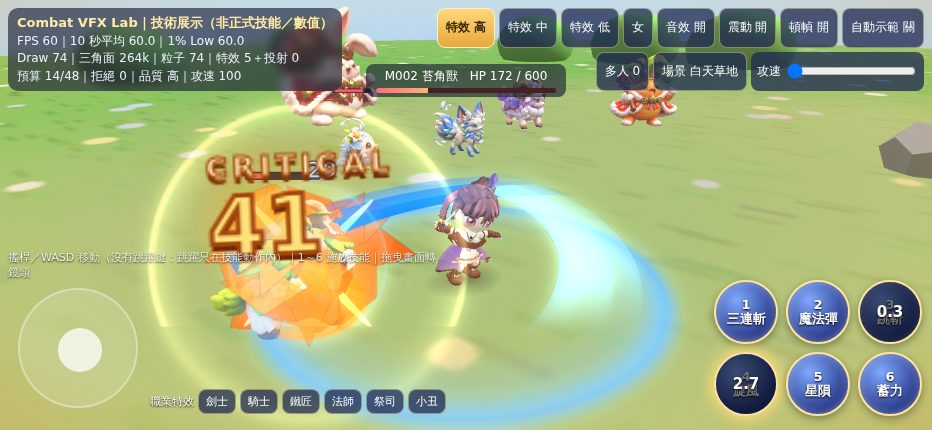 Combat VFX Lab｜技術展示（非正式技能／數值）
FPS 60｜10 秒平均 60.0｜1% Low 60.0
Draw 74｜三角面 264k｜粒子 74｜特效 5＋投射 0
預算 14/48｜拒絕 0｜品質 高｜攻速 100
特效 高
特效 中
特效 低
女
音效 開
震動 開
頓幀 開
自動示範 關
M002 苔角獸 HP 172 / 600
多人 0
場景 白天草地
攻速
CRITICAL
41
搖桿／WASD 移動（沒有跳躍鍵；跳躍只在技能動作內）｜1～6 施放技能｜拖曳畫面轉
鏡頭
1
三連斬
2
魔法彈
0.3
2.7
5
星隕
6
蓄力
職業特效
劍士
騎士
鐵匠
法師
祭司
小丑